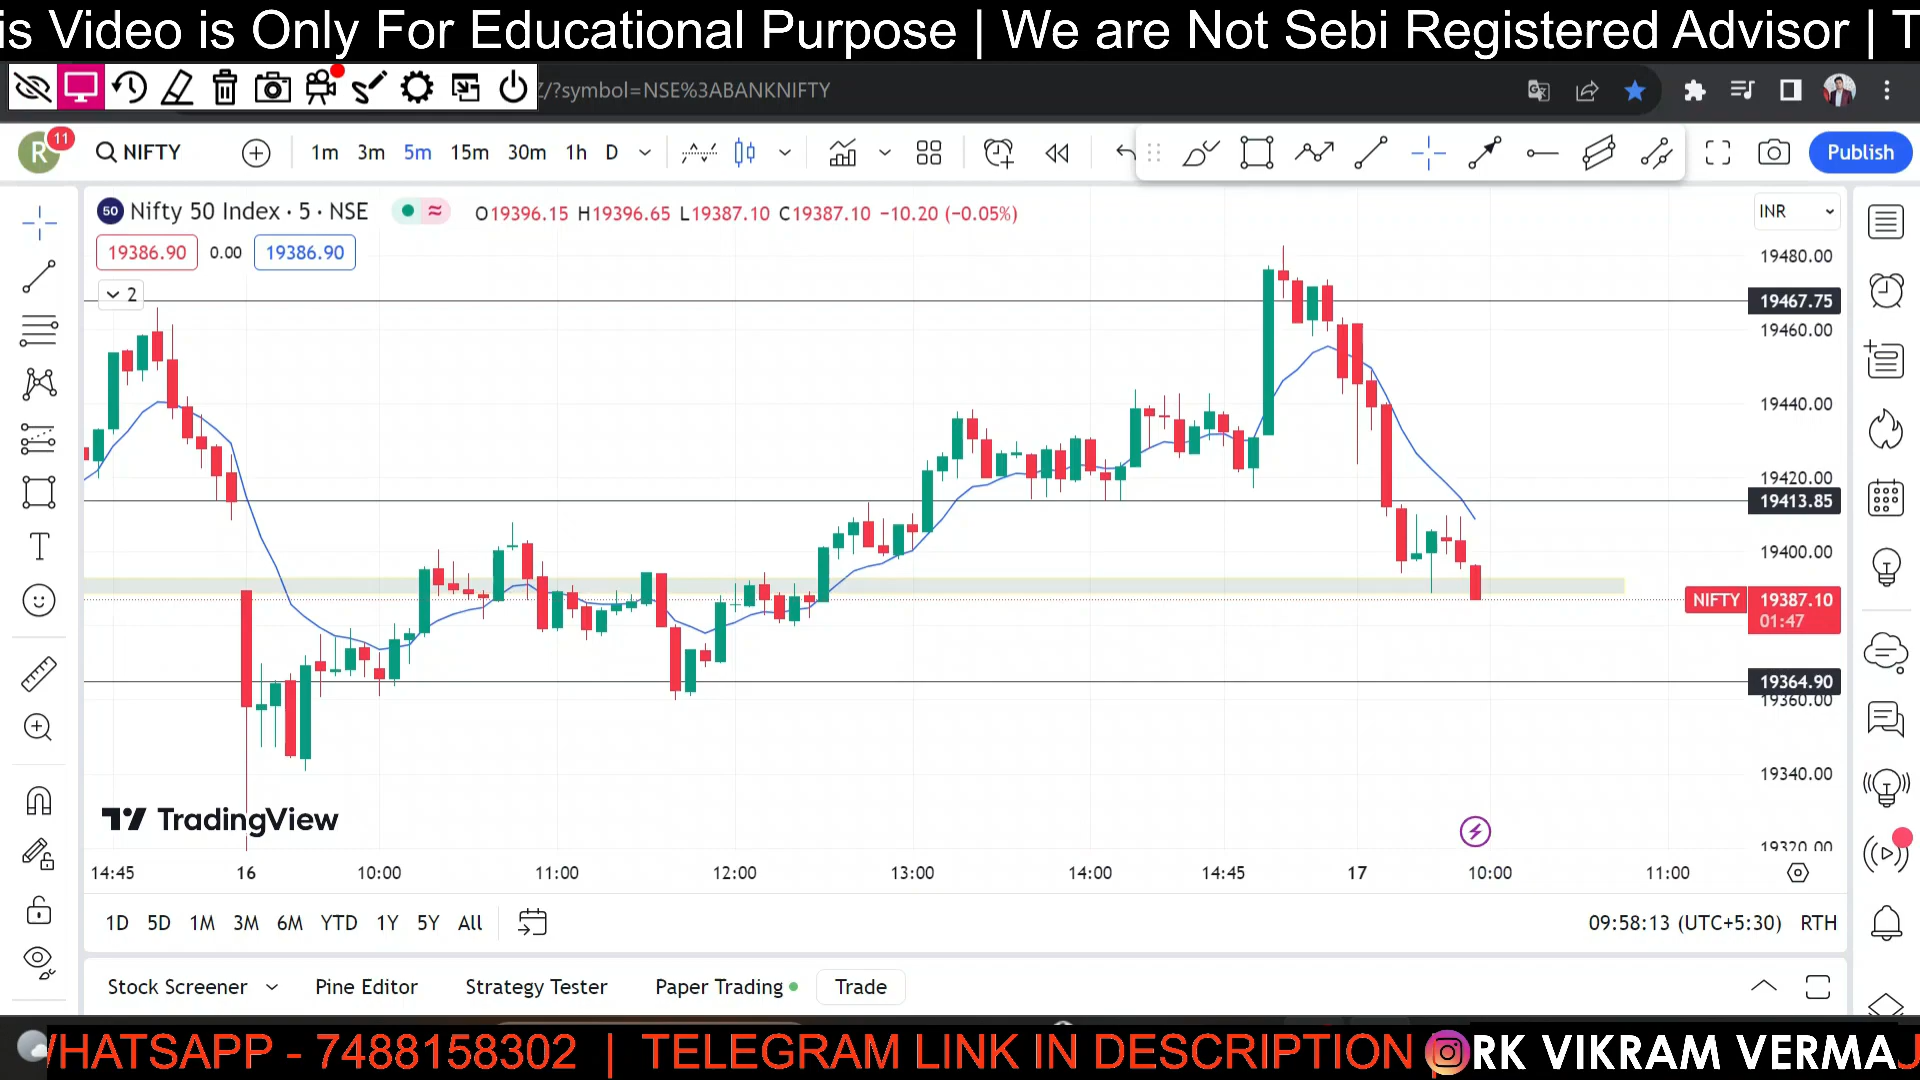 is Video is Only For Educational Purpose | We are Not Sebi Registered Advisor | T
/?symbol=NSE%3ABANKNIFTY
R 11 NIFTY 1m 3m 5m 15m 30m 1h D Publish
50 Nifty 50 Index · 5 · NSE O19396.15 H19396.65 L19387.10 C19387.10 −10.20 (−0.05%) INR
19386.90 0.00 19386.90
2
19480.00
19467.75
19460.00
19440.00
19420.00
19413.85
19400.00
NIFTY 19387.10
01:47
19364.90
19360.00
19340.00
19320.00
TradingView
14:45 16 10:00 11:00 12:00 13:00 14:00 14:45 17 10:00 11:00
1D 5D 1M 3M 6M YTD 1Y 5Y All 09:58:13 (UTC+5:30) RTH
Stock Screener Pine Editor Strategy Tester Paper Trading Trade
WHATSAPP - 7488158302 | TELEGRAM LINK IN DESCRIPTION RK VIKRAM VERMA